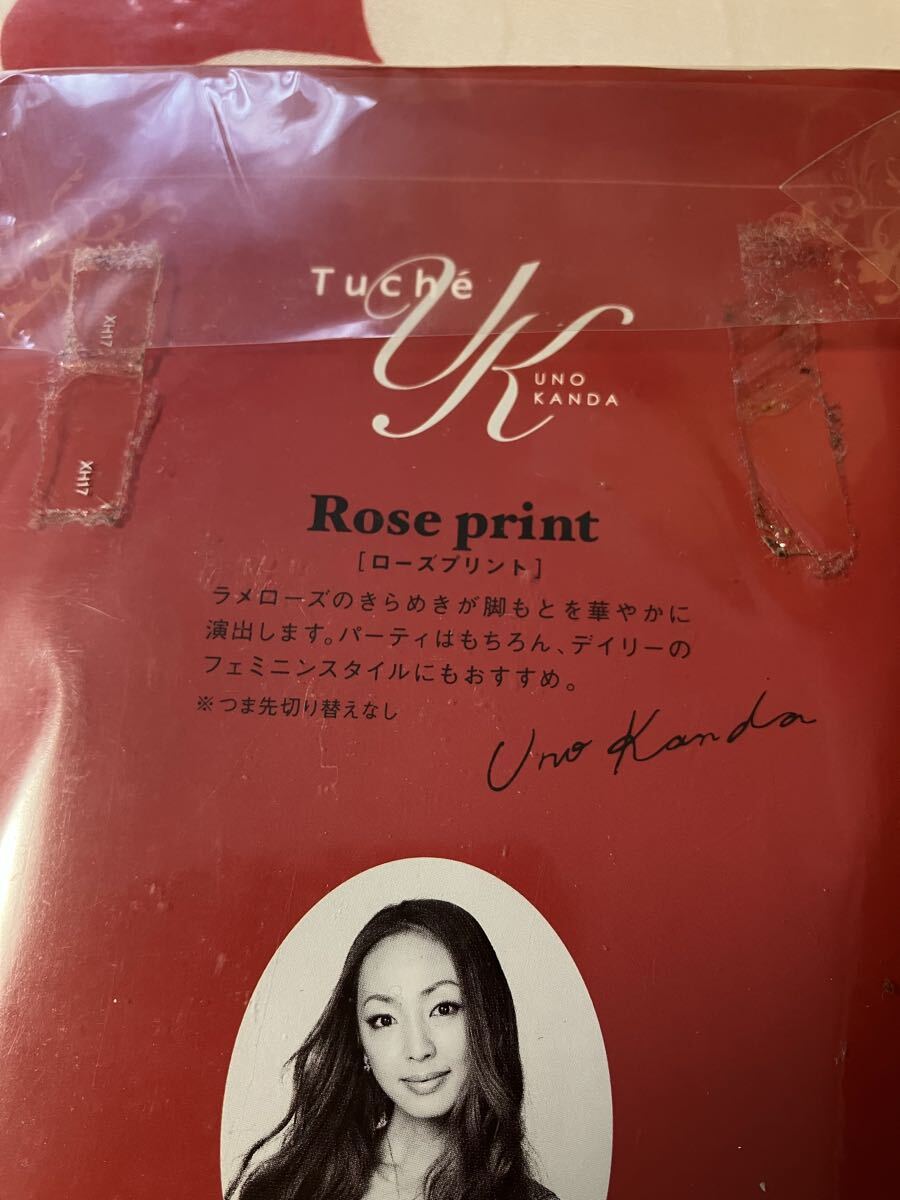 Tuché
UK
UNO
KANDA
XH17
XH17
Rose print
[ローズプリント]
ラメローズのきらめきが脚もとを華やかに
演出します。パーティはもちろん、デイリーの
フェミニンスタイルにもおすすめ。
※つま先切り替えなし
Uno Kanda